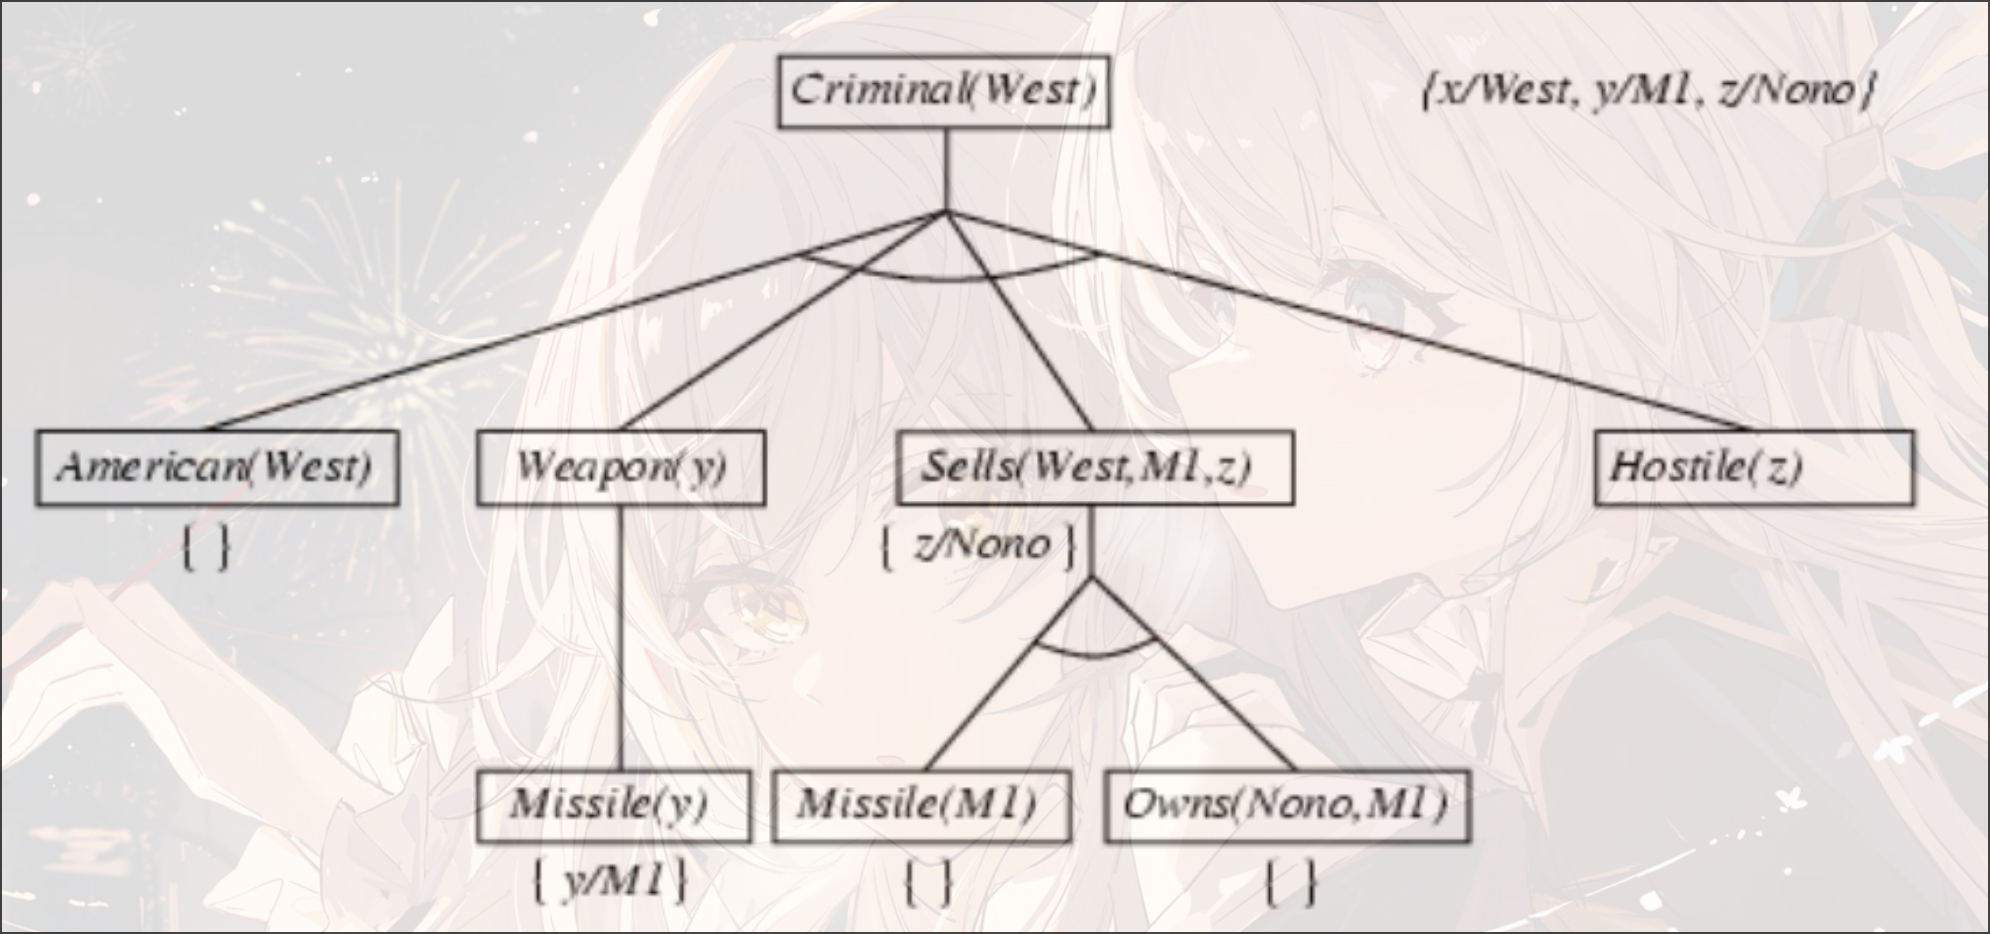 Criminal(West)
{x/West, y/M1, z/Nono}
American(West)
Weapon(y)
Sells(West,M1,z)
Hostile(z)
{ }
{ z/Nono }
Missile(y)
Missile(M1)
Owns(Nono,M1)
{ y/M1 }
{ }
{ }